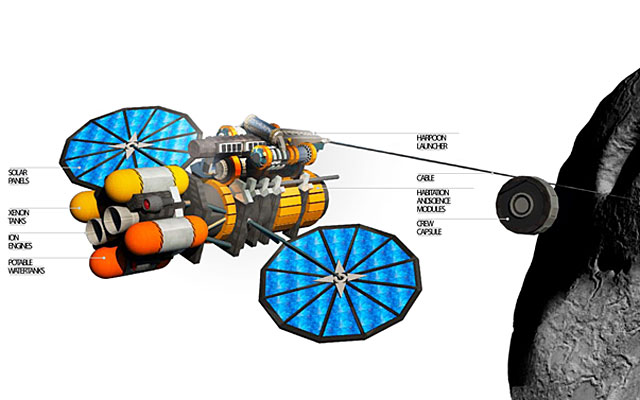 SOLAR
PANELS
XENON
TANKS
ION
ENGINES
POTABLE
WATERTANKS
HARPOON
LAUNCHER
CABLE
HABITATION
ANDSCIENCE
MODULES
CREW
CAPSULE